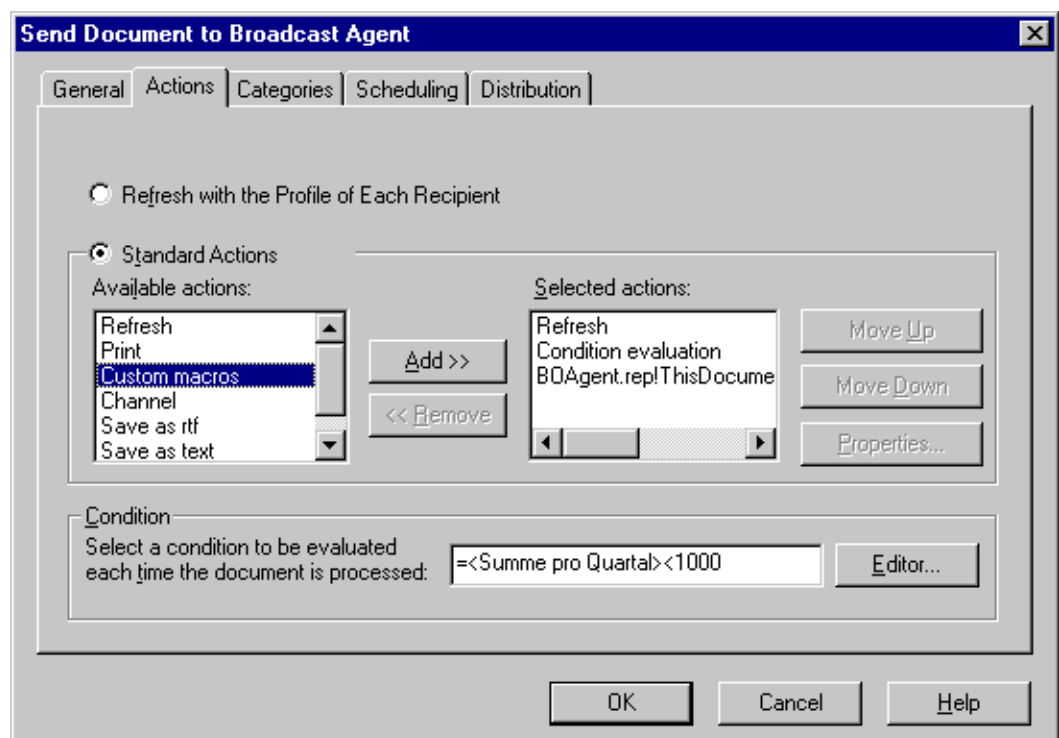 Send Document to Broadcast Agent
General Actions Categories Scheduling Distribution
Refresh with the Profile of Each Recipient
Standard Actions
Available actions:
Refresh
Print
Custom macros
Channel
Save as rtf
Save as text
Add >>
<< Remove
Selected actions:
Refresh
Condition evaluation
BOAgent.rep!ThisDocume
Move Up
Move Down
Properties...
Condition
Select a condition to be evaluated
each time the document is processed:
=<Summe pro Quartal><1000
Editor...
OK Cancel Help